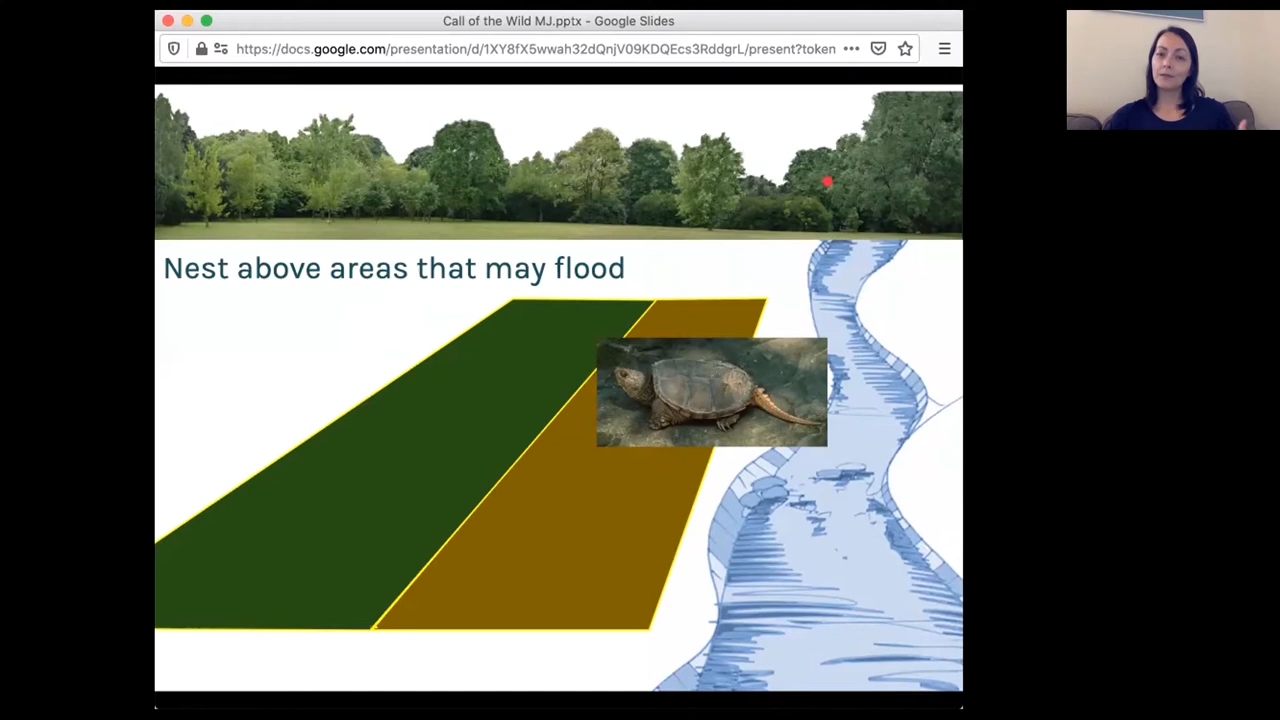 Call of the Wild MJ.pptx - Google Slides
https://docs.google.com/presentation/d/1XY8fX5wwah32dQnjV09KDQEcs3RddgrL/present?token
Nest above areas that may flood